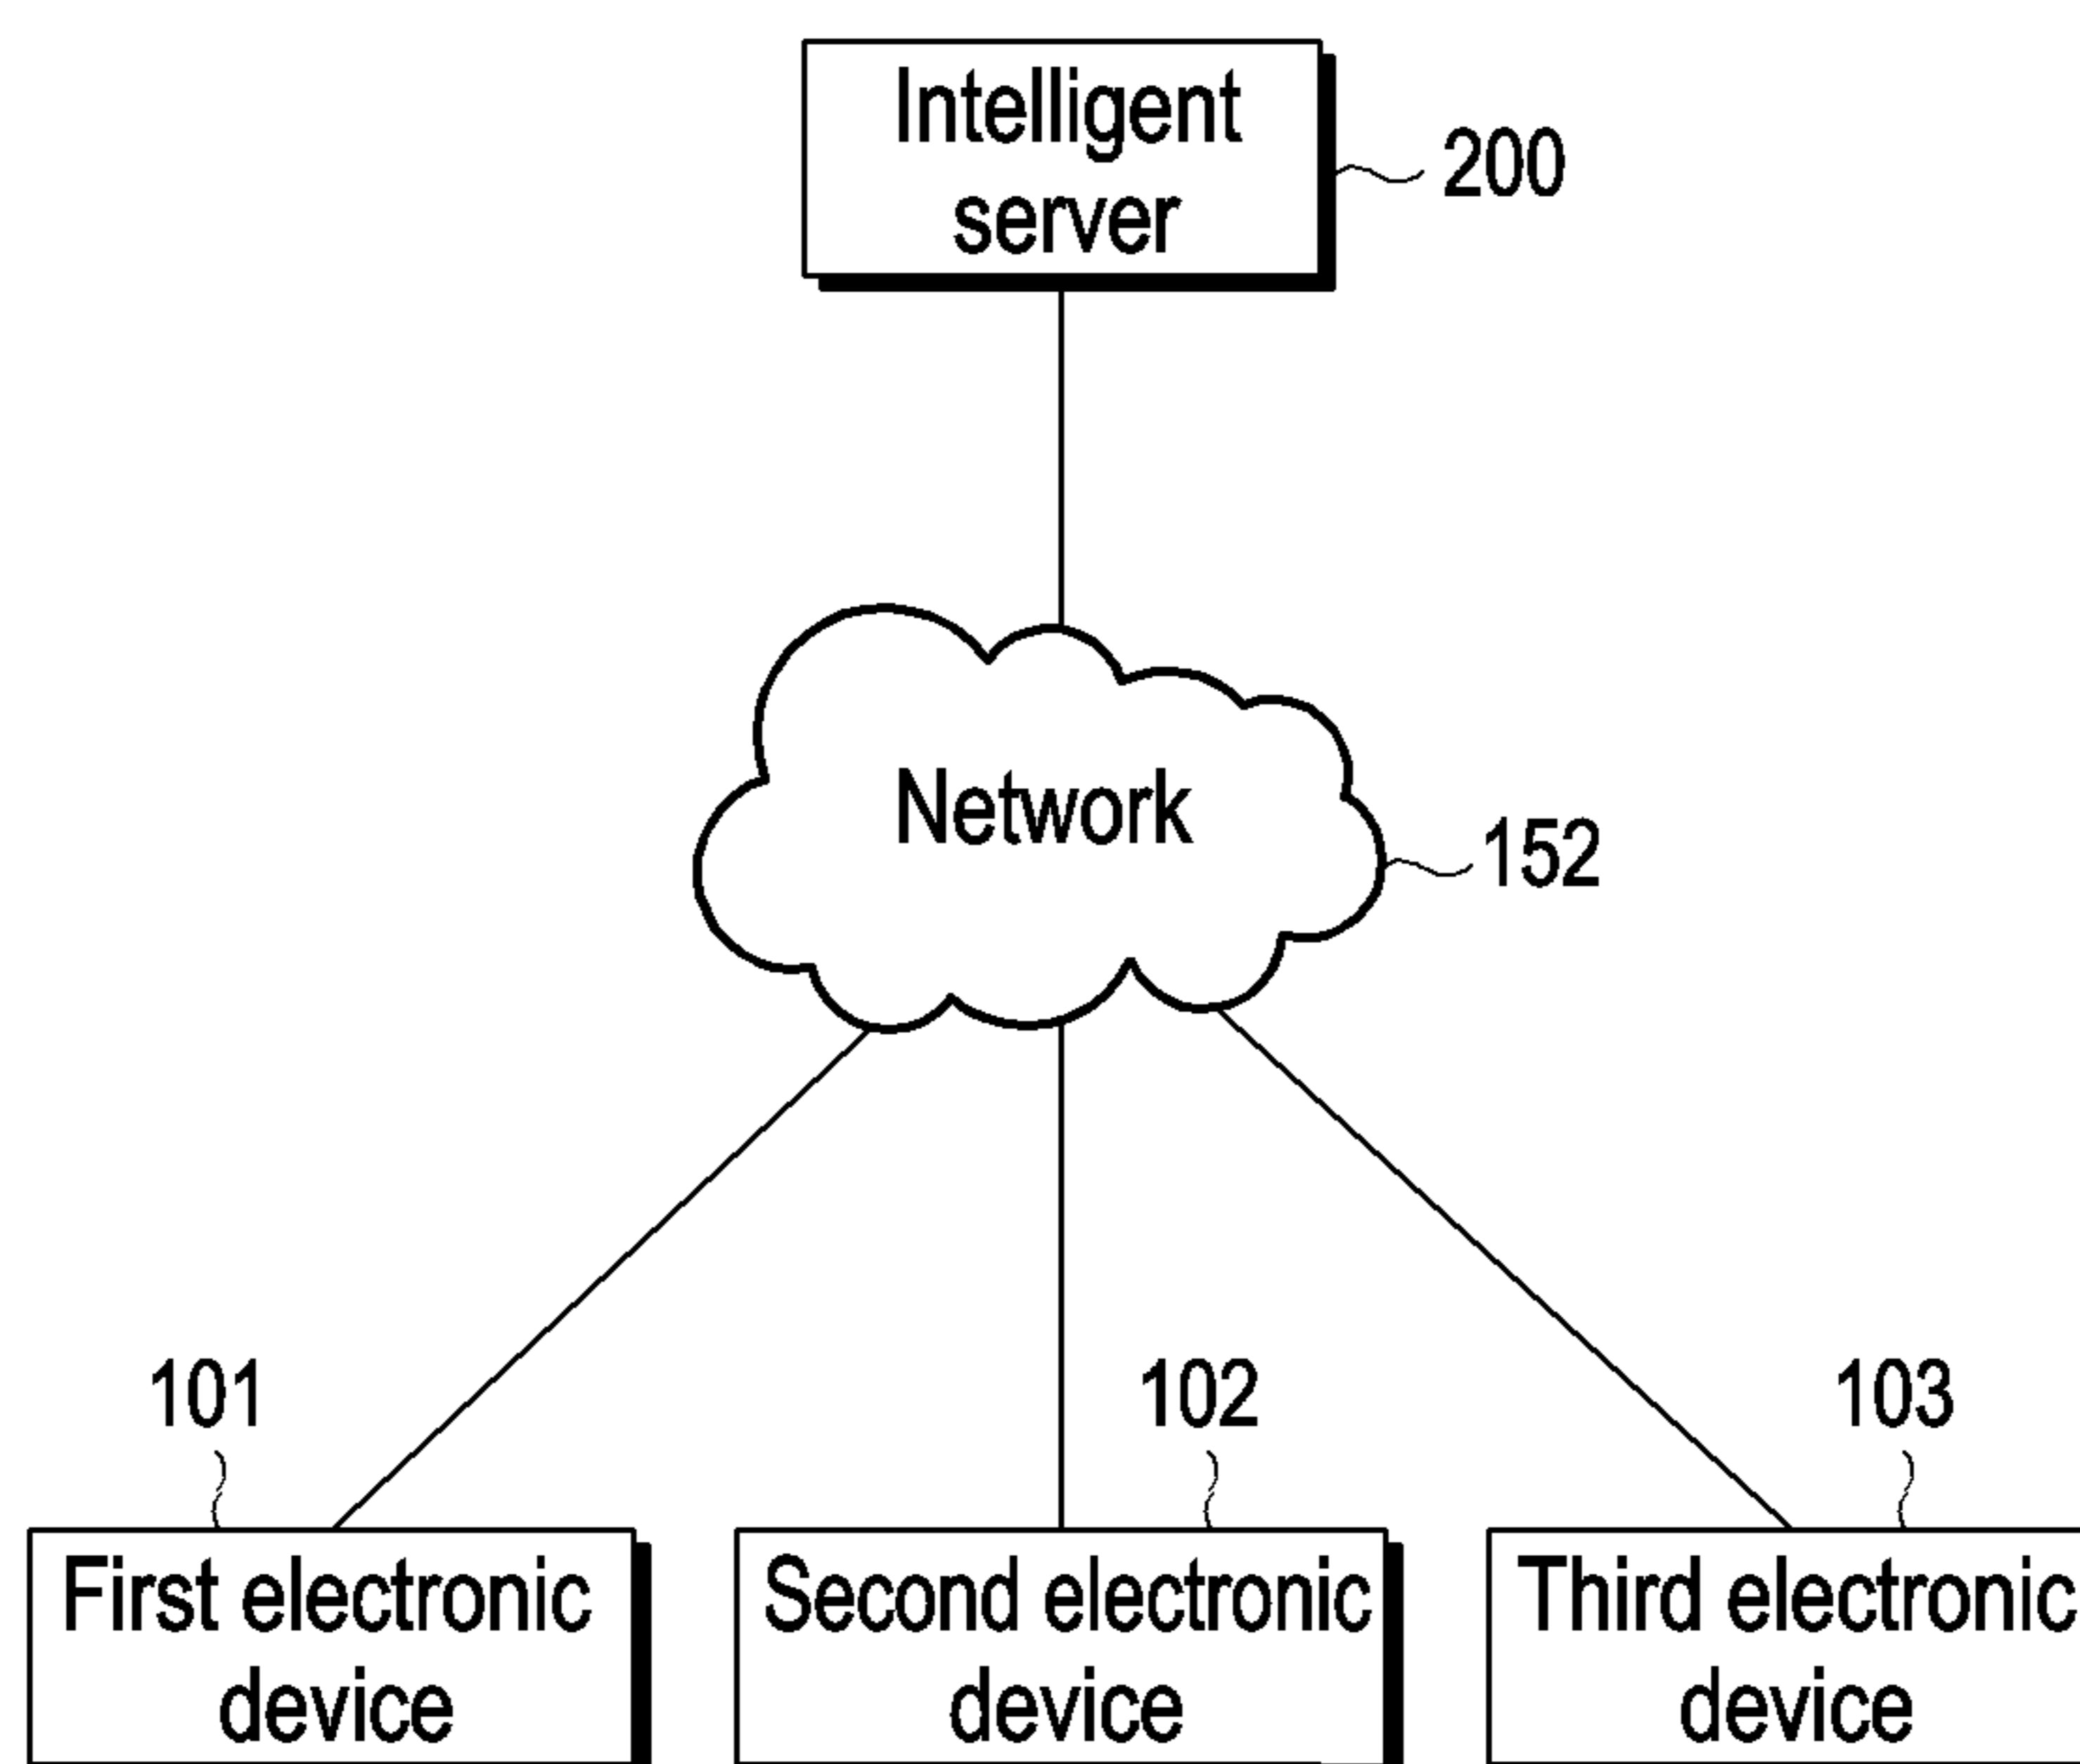 Intelligent
server
200
Network
152
101
102
103
First electronic
device
Second electronic
device
Third electronic
device